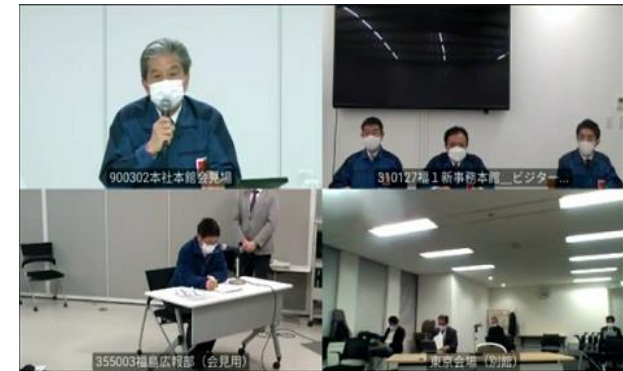 900302本社本館会見場
310127福1新事務本館__ビジター...
355003福島広報部（会見用）
東京会場（別館）